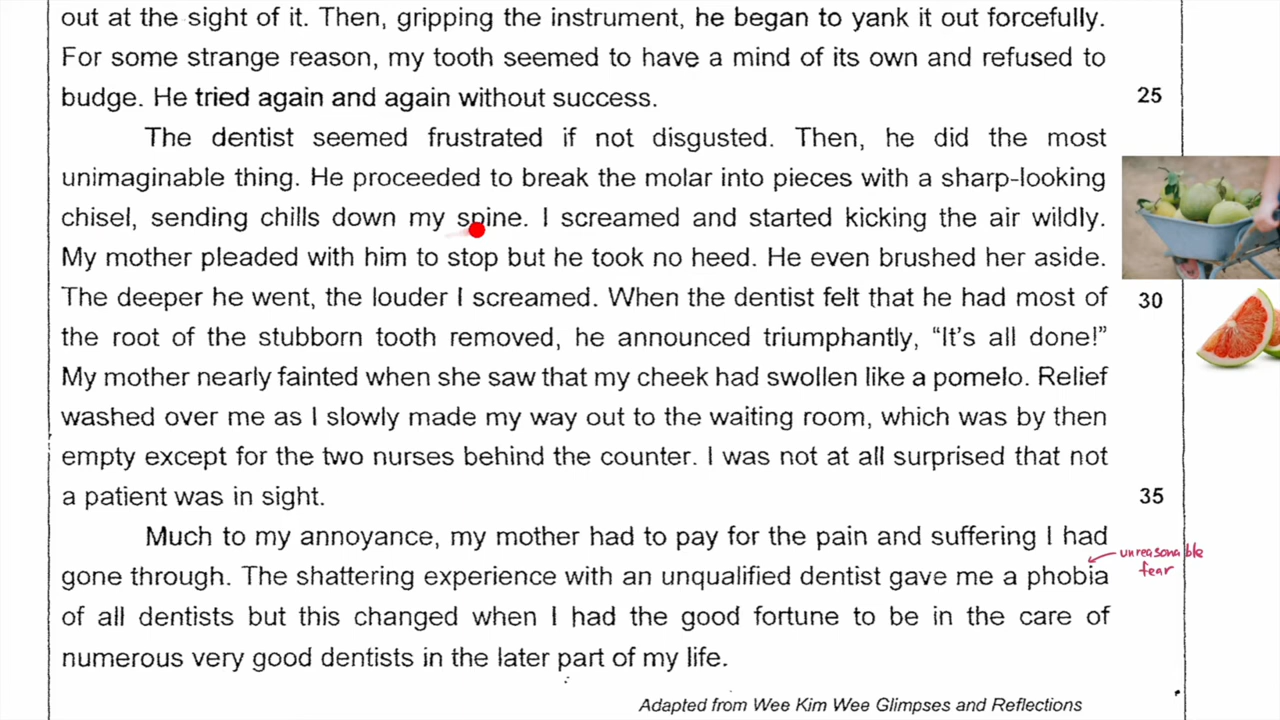 out at the sight of it. Then, gripping the instrument, he began to yank it out forcefully.
For some strange reason, my tooth seemed to have a mind of its own and refused to
budge. He tried again and again without success.
25
The dentist seemed frustrated if not disgusted. Then, he did the most
unimaginable thing. He proceeded to break the molar into pieces with a sharp-looking
chisel, sending chills down my spine. I screamed and started kicking the air wildly.
My mother pleaded with him to stop but he took no heed. He even brushed her aside.
The deeper he went, the louder I screamed. When the dentist felt that he had most of
30
the root of the stubborn tooth removed, he announced triumphantly, “It's all done!”
My mother nearly fainted when she saw that my cheek had swollen like a pomelo. Relief
washed over me as I slowly made my way out to the waiting room, which was by then
empty except for the two nurses behind the counter. I was not at all surprised that not
a patient was in sight.
35
Much to my annoyance, my mother had to pay for the pain and suffering I had
gone through. The shattering experience with an unqualified dentist gave me a phobia
unreasonable
fear
of all dentists but this changed when I had the good fortune to be in the care of
numerous very good dentists in the later part of my life.
Adapted from Wee Kim Wee Glimpses and Reflections